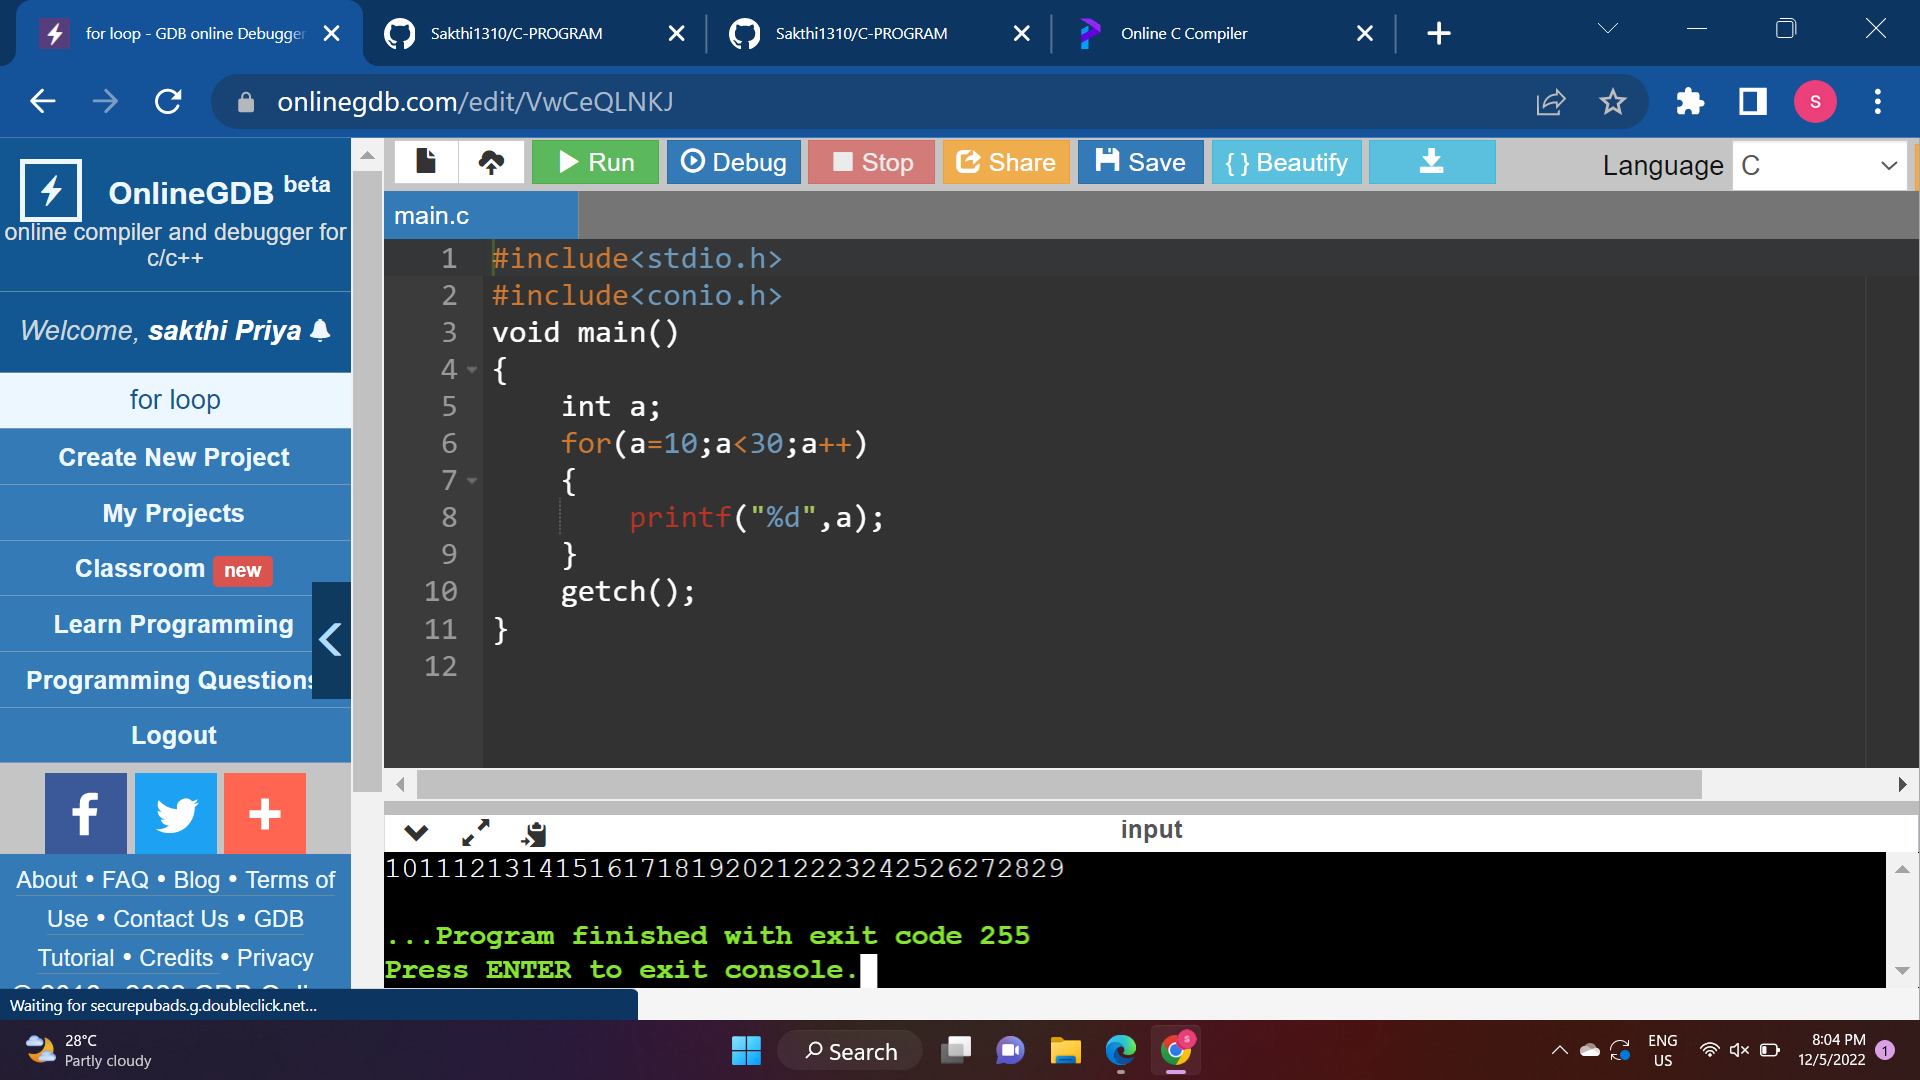 for loop - GDB online Debugger
Sakthi1310/C-PROGRAM
Sakthi1310/C-PROGRAM
Online C Compiler
onlinegdb.com/edit/VwCeQLNKJ
S
OnlineGDB beta
online compiler and debugger for
c/c++
Welcome, sakthi Priya
for loop
Create New Project
My Projects
Classroom new
Learn Programming
Programming Questions
Logout
About • FAQ • Blog • Terms of
Use • Contact Us • GDB
Tutorial • Credits • Privacy
Run
Debug
Stop
Share
Save
{ } Beautify
Language C
main.c
1 #include<stdio.h>
2 #include<conio.h>
3 void main()
4 {
5 int a;
6 for(a=10;a<30;a++)
7 {
8 printf("%d",a);
9 }
10 getch();
11 }
12
input
1011121314151617181920212223242526272829
...Program finished with exit code 255
Press ENTER to exit console.
Waiting for securepubads.g.doubleclick.net...
28°C
Partly cloudy
Search
ENG
US
8:04 PM
12/5/2022
1